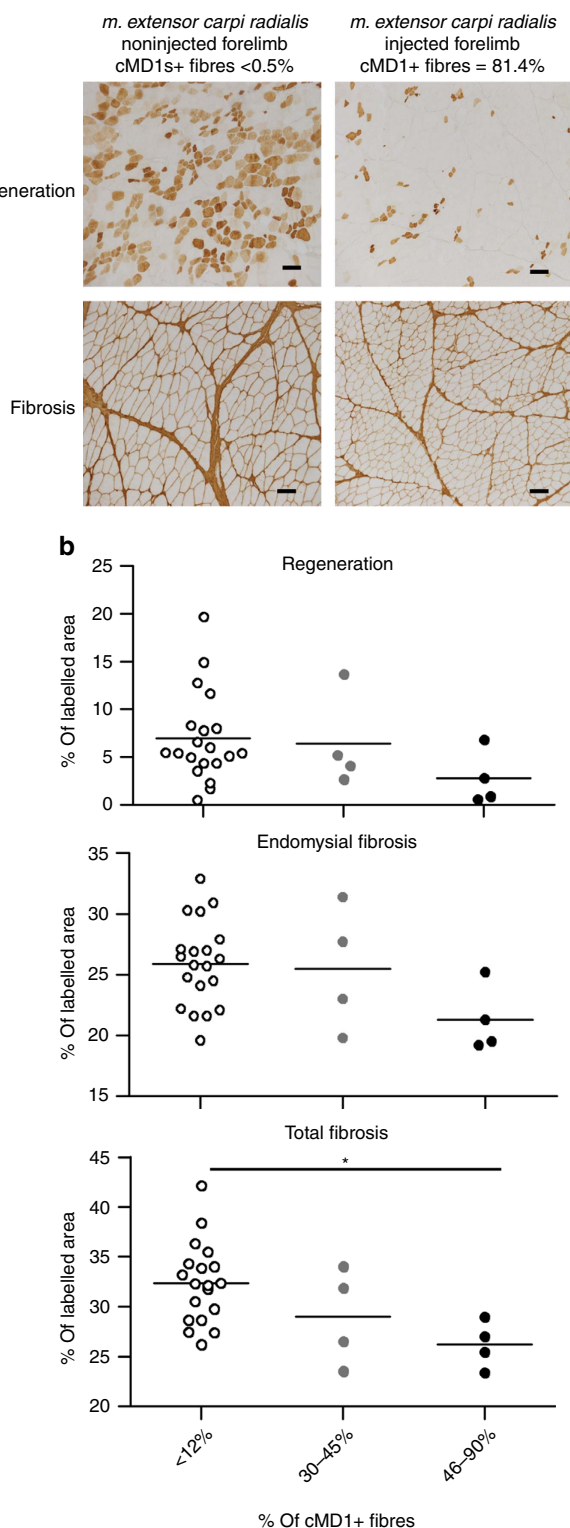 m. extensor carpi radialis
noninjected forelimb
cMD1s+ fibres <0.5%
m. extensor carpi radialis
injected forelimb
cMD1+ fibres = 81.4%
eneration
Fibrosis
b
Regeneration
% Of labelled area
25
20
15
10
5
0
Endomysial fibrosis
% Of labelled area
35
30
25
20
15
Total fibrosis
*
% Of labelled area
45
40
35
30
25
20
<12%
30–45%
46–90%
% Of cMD1+ fibres